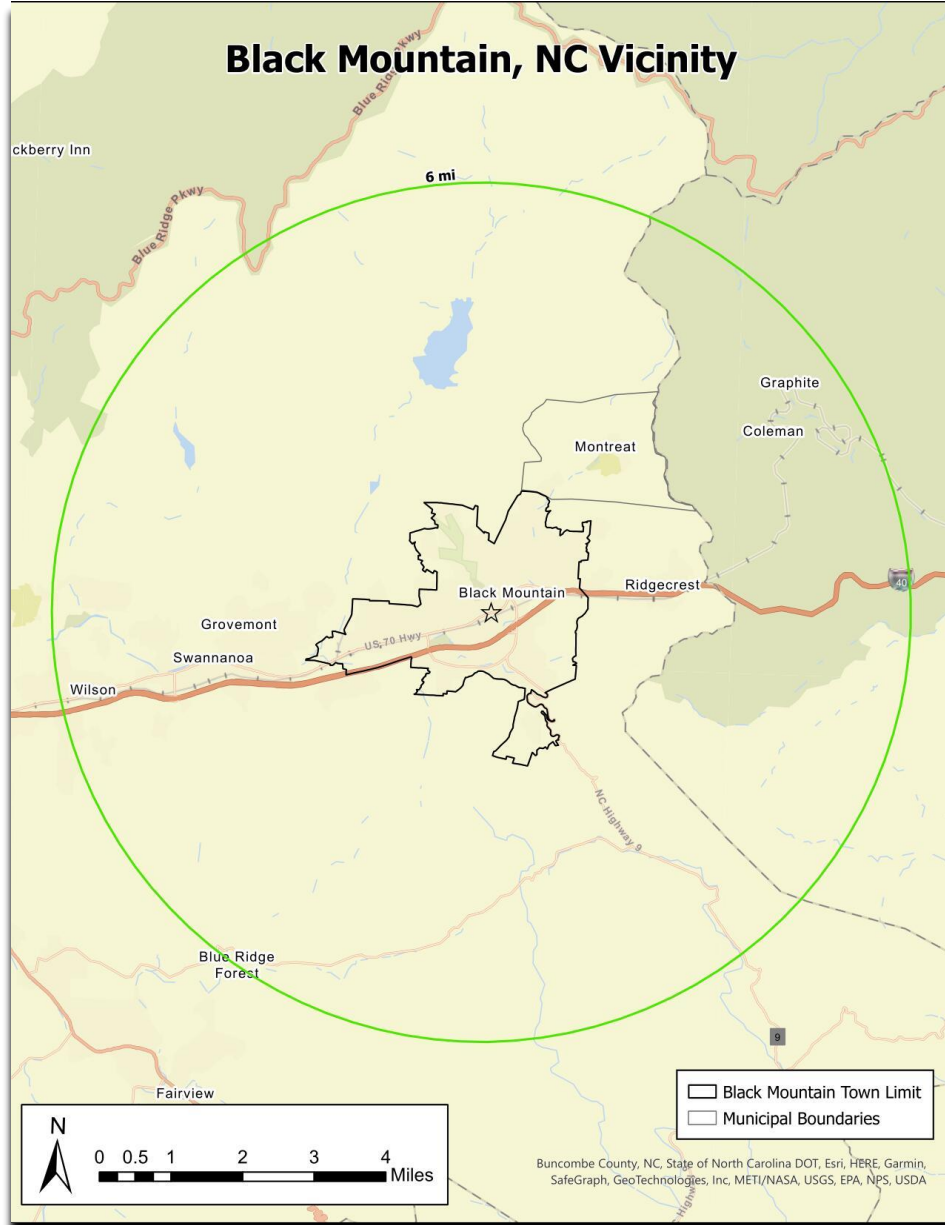 Black Mountain, NC Vicinity
Blue Ridge Pkwy
ckberry Inn
6 mi
Blue Ridge Pkwy
Graphite
Coleman
Montreat
40
Black Mountain
Ridgecrest
Grovemont
US 70 Hwy
Swannanoa
Wilson
NC Highway 9
Blue Ridge
Forest
9
Fairview
Black Mountain Town Limit
Municipal Boundaries
N
0 0.5 1 2 3 4
Miles
Buncombe County, NC, State of North Carolina DOT, Esri, HERE, Garmin,
SafeGraph, GeoTechnologies, Inc, METI/NASA, USGS, EPA, NPS, USDA